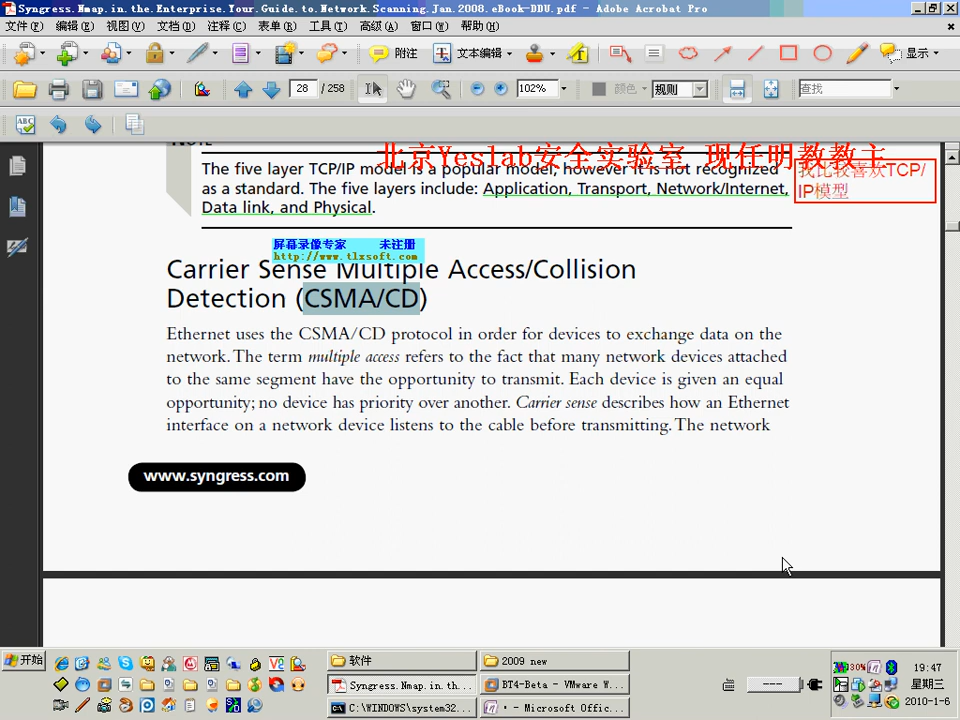 Syngress.Nmap.in.the.Enterprise.Your.Guide.to.Network.Scanning.Jan.2008.eBook-DDU.pdf - Adobe Acrobat Pro
文件(F) 编辑(E) 视图(V) 文档(D) 注释(C) 表单(R) 工具(T) 高级(A) 窗口(W) 帮助(H)
附注 文本编辑 显示
28 / 258 102% 颜色 规则 查找
北京Yeslab安全实验室 现任明教教主
The five layer TCP/IP model is a popular model, however it is not recognized
as a standard. The five layers include: Application, Transport, Network/Internet,
Data link, and Physical.
我比较喜欢TCP/
IP模型
屏幕录像专家 未注册
http://www.tlxsoft.com
Carrier Sense Multiple Access/Collision
Detection (CSMA/CD)
Ethernet uses the CSMA/CD protocol in order for devices to exchange data on the
network. The term multiple access refers to the fact that many network devices attached
to the same segment have the opportunity to transmit. Each device is given an equal
opportunity; no device has priority over another. Carrier sense describes how an Ethernet
interface on a network device listens to the cable before transmitting. The network
www.syngress.com
开始
软件
2009 new
Syngress.Nmap.in.th...
BT4-Beta - VMware W...
C:\WINDOWS\system32...
* - Microsoft Offic...
30%
19:47
星期三
2010-1-6